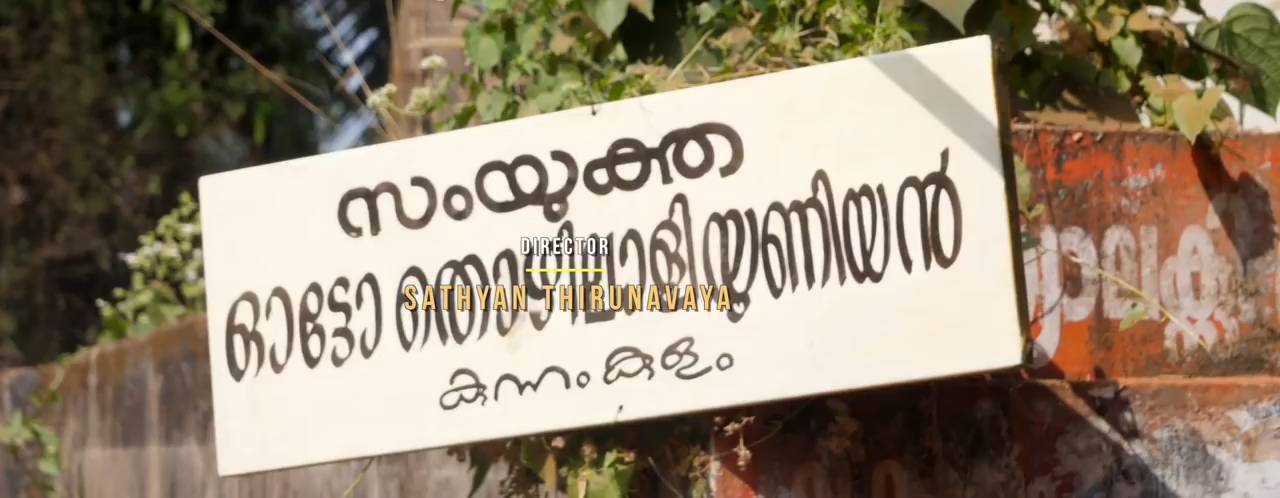 സംയുക്ത
ഓട്ടോ തൊഴിലാളിയൂണിയൻ
കുന്നംകുളം
DIRECTOR
SATHYAN THIRUNAVAYA